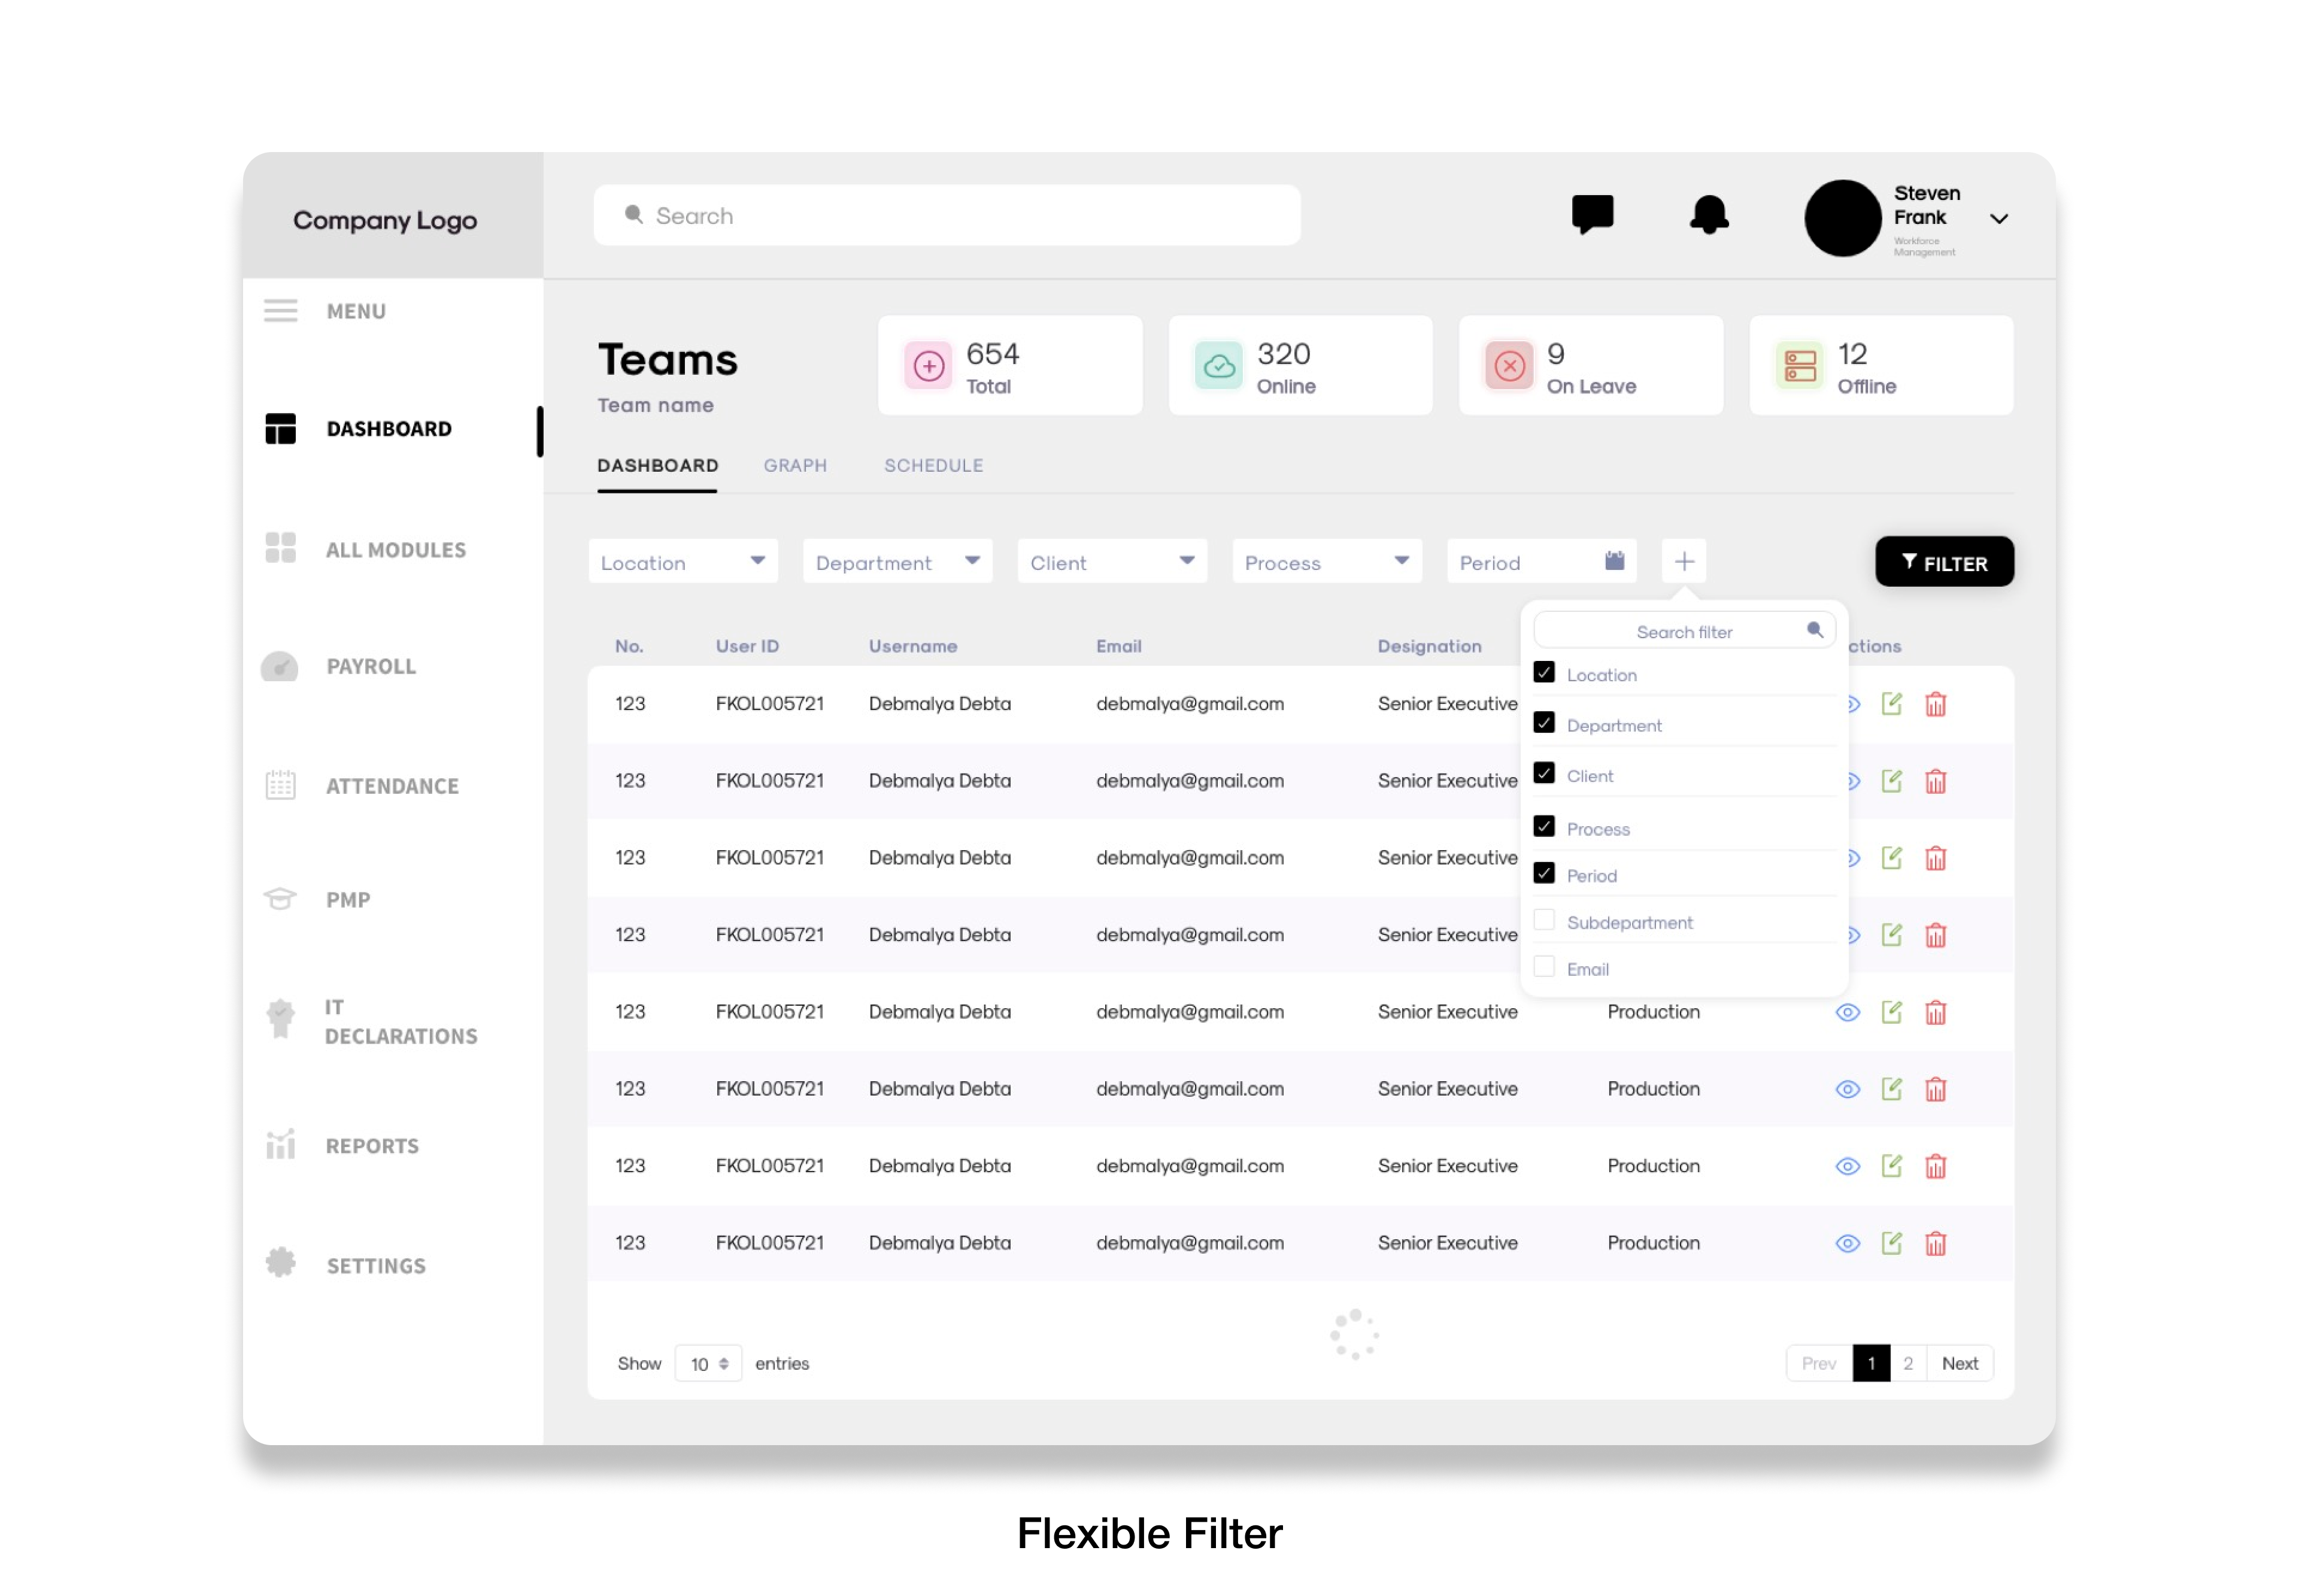 Company Logo
Search
Steven
Frank
Workforce
Management
MENU
DASHBOARD
ALL MODULES
PAYROLL
ATTENDANCE
PMP
IT
DECLARATIONS
REPORTS
SETTINGS
Teams
Team name
654
Total
320
Online
9
On Leave
12
Offline
DASHBOARD GRAPH SCHEDULE
Location Department Client Process Period FILTER
Search filter
Location
Department
Client
Process
Period
Subdepartment
Email
No. User ID Username Email Designation ctions
123 FKOL005721 Debmalya Debta debmalya@gmail.com Senior Executive
123 FKOL005721 Debmalya Debta debmalya@gmail.com Senior Executive
123 FKOL005721 Debmalya Debta debmalya@gmail.com Senior Executive
123 FKOL005721 Debmalya Debta debmalya@gmail.com Senior Executive
123 FKOL005721 Debmalya Debta debmalya@gmail.com Senior Executive Production
123 FKOL005721 Debmalya Debta debmalya@gmail.com Senior Executive Production
123 FKOL005721 Debmalya Debta debmalya@gmail.com Senior Executive Production
123 FKOL005721 Debmalya Debta debmalya@gmail.com Senior Executive Production
Show 10 entries Prev 1 2 Next
Flexible Filter